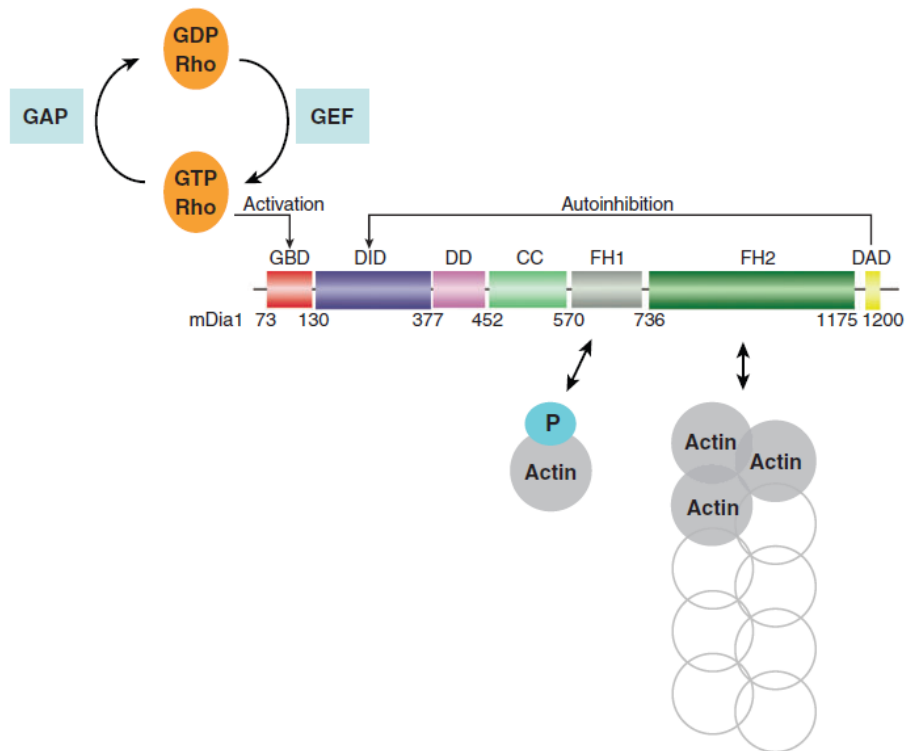 GDP
Rho
GAP
GEF
GTP
Rho
Activation
Autoinhibition
GBD DID DD CC FH1 FH2 DAD
mDia1 73 130 377 452 570 736 1175 1200
P
Actin
Actin
Actin
Actin